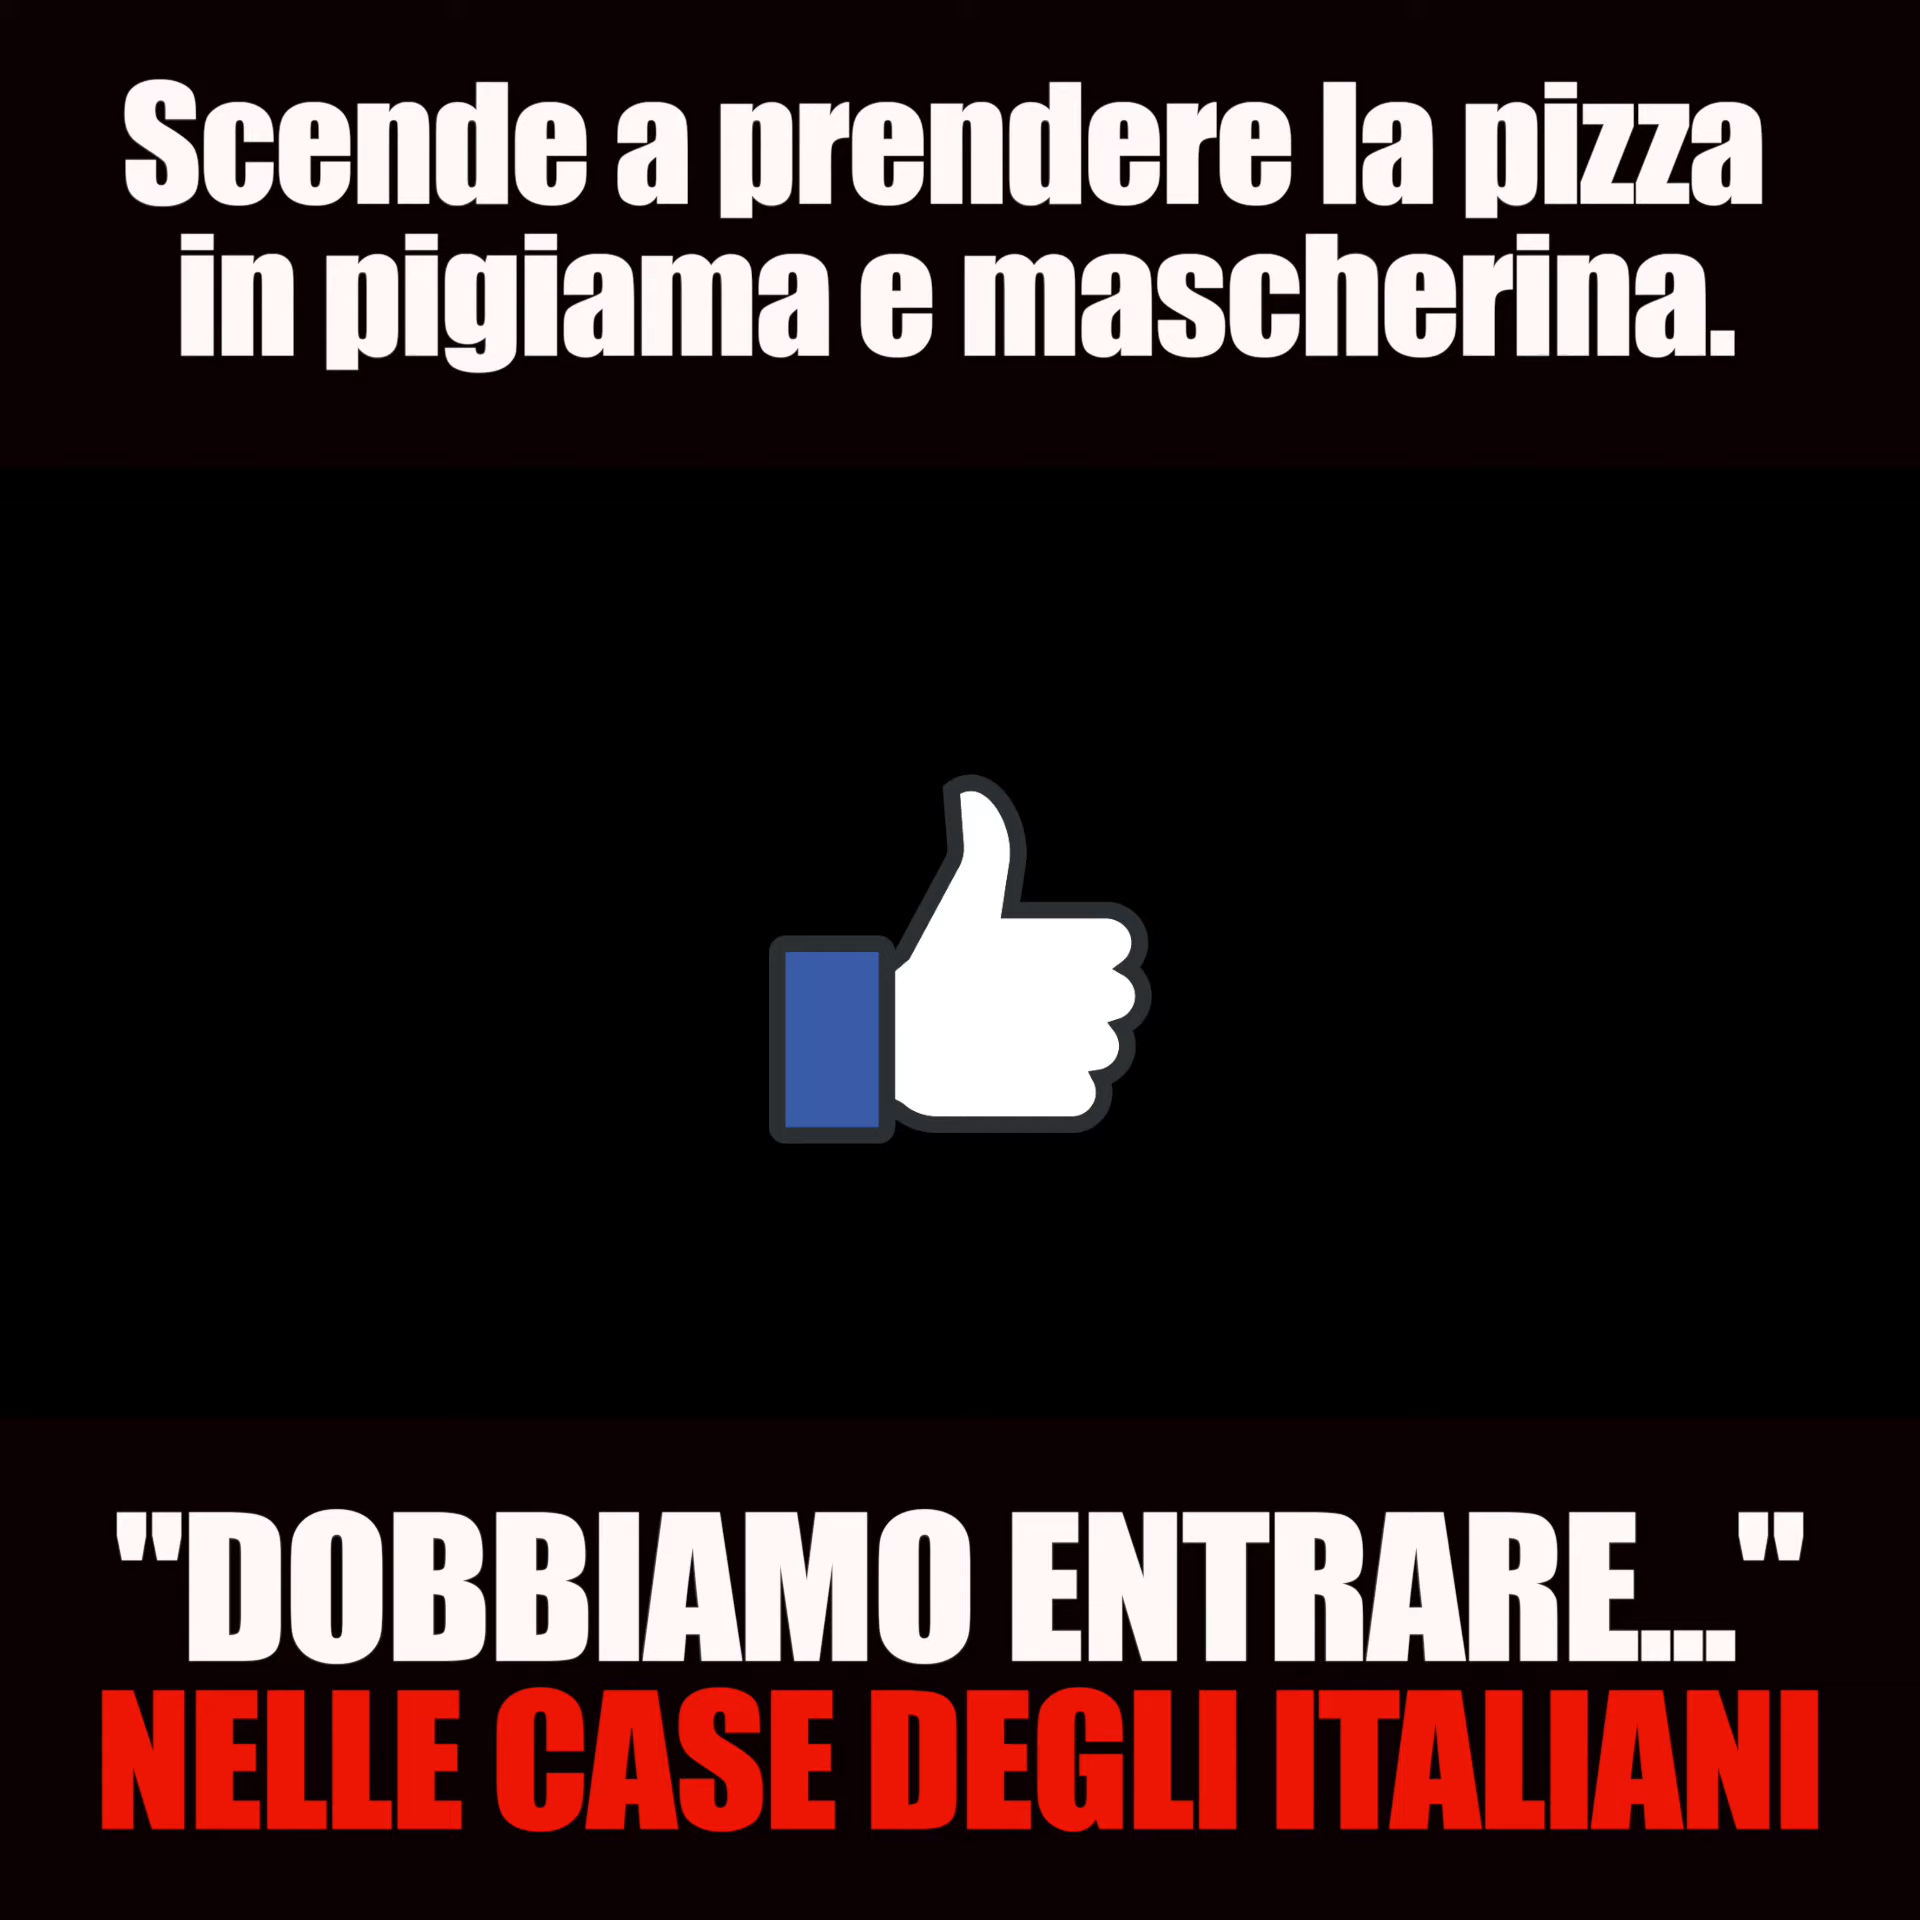 Scende a prendere la pizza
in pigiama e mascherina.
"DOBBIAMO ENTRARE..."
NELLE CASE DEGLI ITALIANI